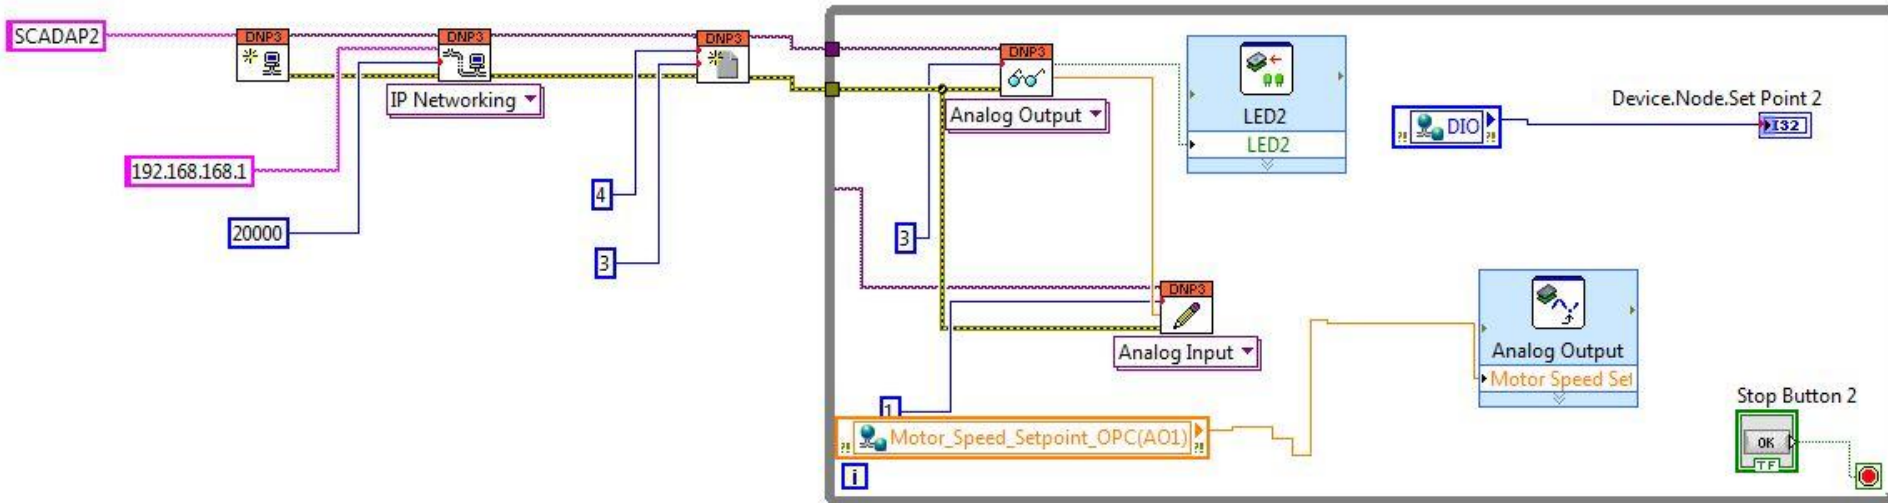 SCADAP2
DNP3
DNP3
IP Networking
DNP3
192.168.168.1
20000
4
3
DNP3
Analog Output
3
LED2
LED2
DIO
Device.Node.Set Point 2
I32
DNP3
Analog Input
1
Motor_Speed_Setpoint_OPC(AO1)
i
Analog Output
Motor Speed Set
Stop Button 2
OK
TF